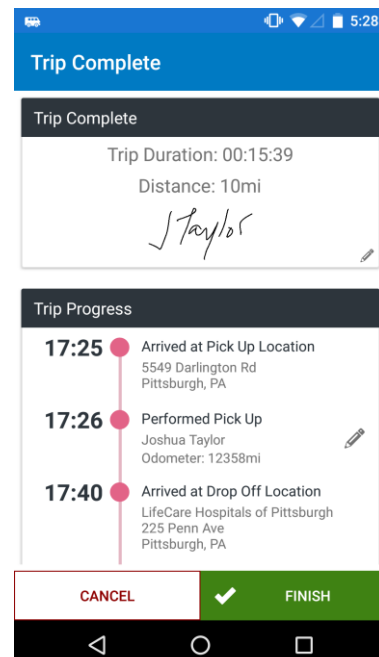 5:28
Trip Complete
Trip Complete
Trip Duration: 00:15:39
Distance: 10mi
J Taylor
Trip Progress
17:25 Arrived at Pick Up Location
5549 Darlington Rd
Pittsburgh, PA
17:26 Performed Pick Up
Joshua Taylor
Odometer: 12358mi
17:40 Arrived at Drop Off Location
LifeCare Hospitals of Pittsburgh
225 Penn Ave
Pittsburgh, PA
CANCEL FINISH